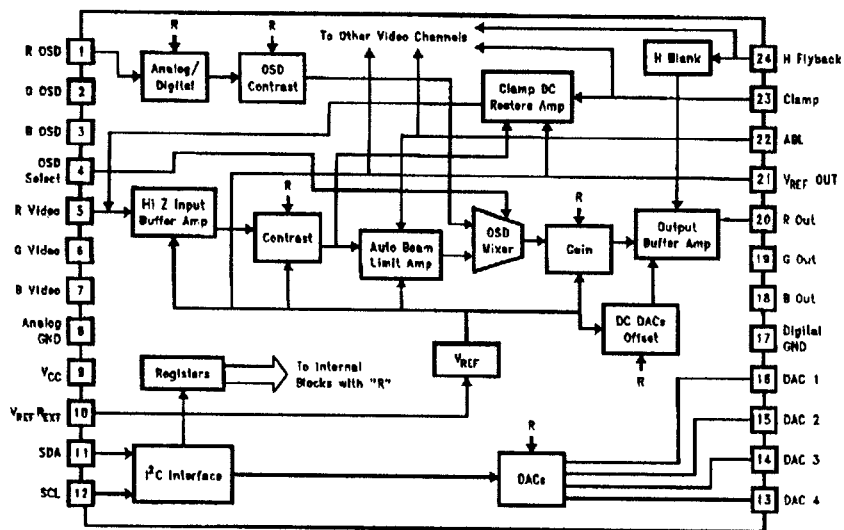 R OSD 1
G OSD 2
B OSD 3
OSD Select 4
R Video 5
G Video 6
B Video 7
Analog GND 8
VCC 9
VREF REXT 10
SDA 11
SCL 12
R
Analog/ Digital
R
OSD Contrast
To Other Video Channels
Clamp DC Restore Amp
H Blank
Hi Z Input Buffer Amp
R
Contrast
Auto Beam Limit Amp
OSD Mixer
R
Gain
Output Buffer Amp
DC DACs Offset
R
VREF
Registers
To Internal Blocks with "R"
I²C Interface
R
DACs
24 H Flyback
23 Clamp
22 ABL
21 VREF OUT
20 R Out
19 G Out
18 B Out
17 Digital GND
16 DAC 1
15 DAC 2
14 DAC 3
13 DAC 4